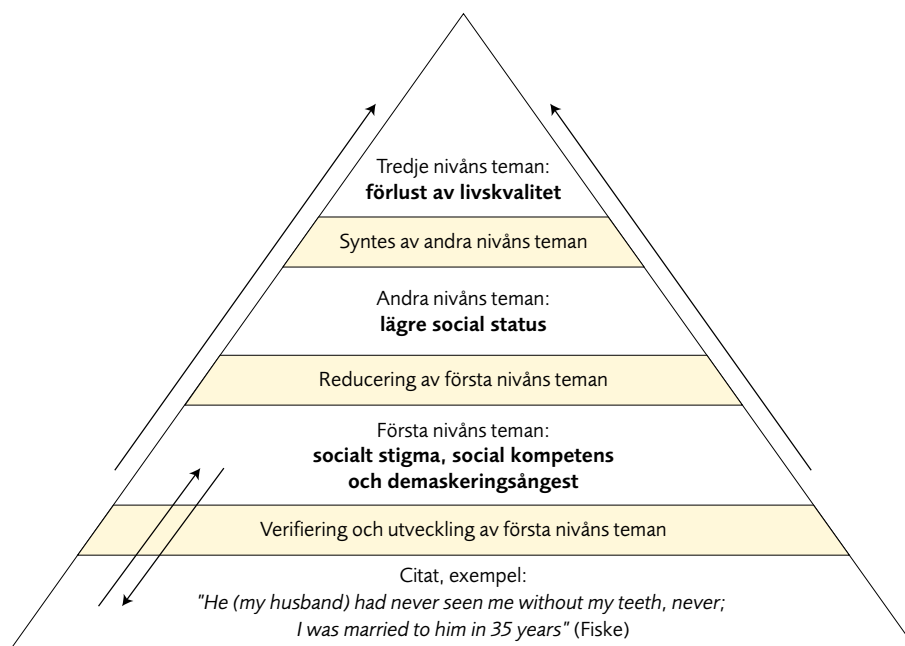 Tredje nivåns teman:
förlust av livskvalitet
Syntes av andra nivåns teman
Andra nivåns teman:
lägre social status
Reducering av första nivåns teman
Första nivåns teman:
socialt stigma, social kompetens
och demaskeringsångest
Verifiering och utveckling av första nivåns teman
Citat, exempel:
"He (my husband) had never seen me without my teeth, never;
I was married to him in 35 years" (Fiske)